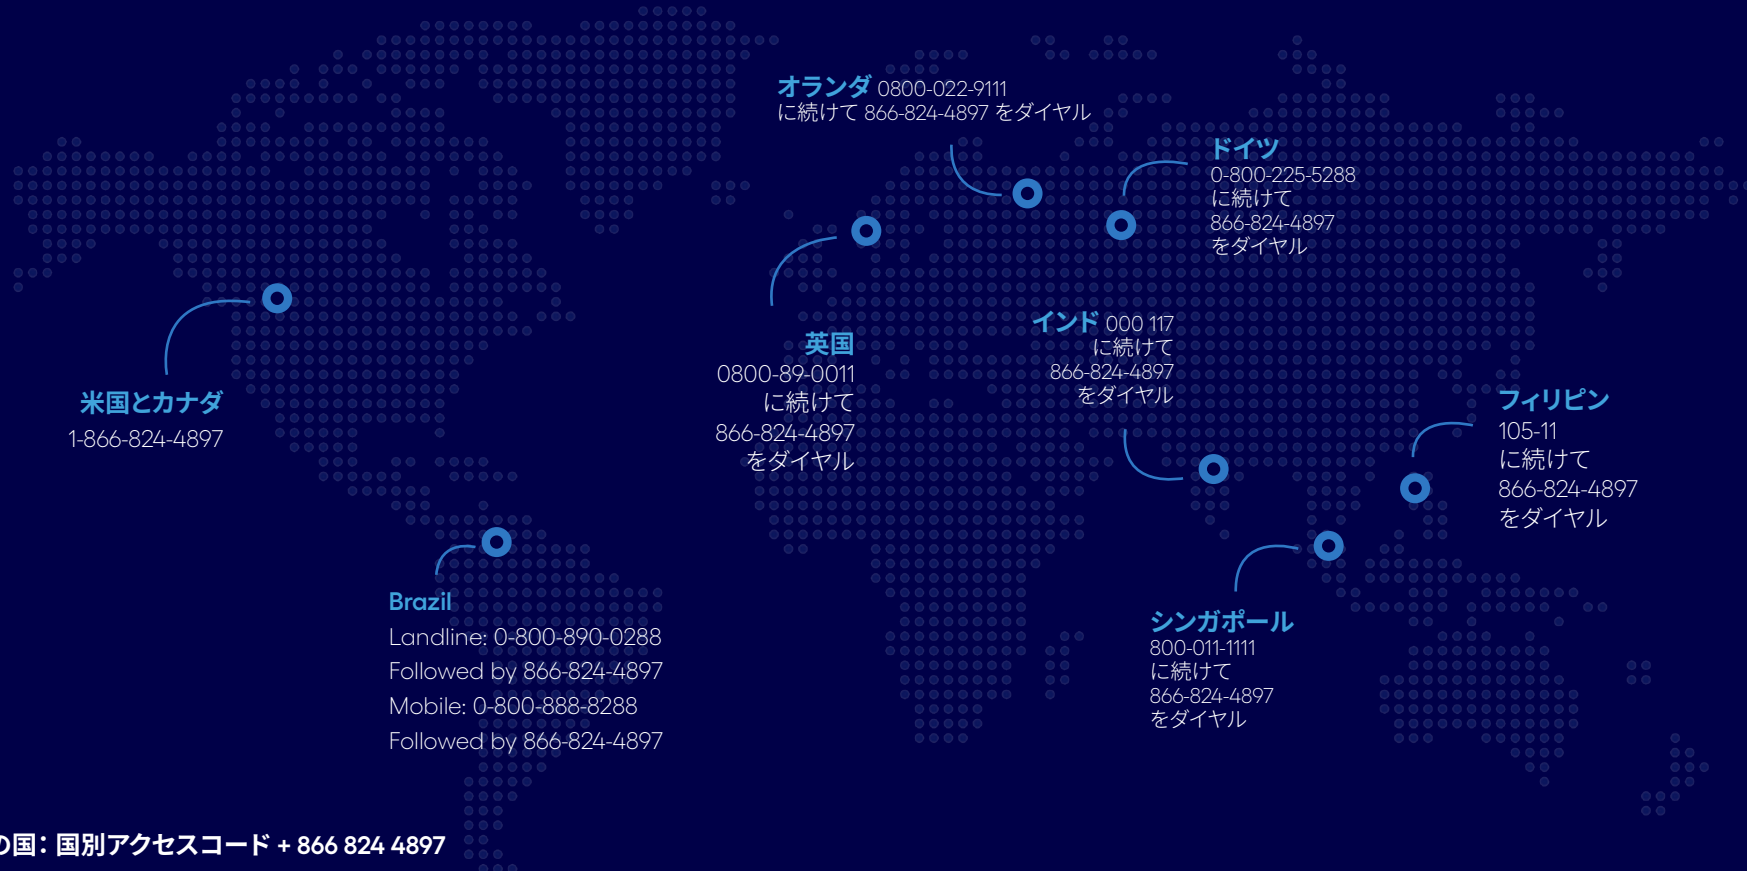 オランダ 0800-022-9111
に続けて 866-824-4897 をダイヤル
ドイツ
0-800-225-5288
に続けて
866-824-4897
をダイヤル
英国
0800-89-0011
に続けて
866-824-4897
をダイヤル
インド 000 117
に続けて
866-824-4897
をダイヤル
米国とカナダ
1-866-824-4897
フィリピン
105-11
に続けて
866-824-4897
をダイヤル
Brazil
Landline: 0-800-890-0288
Followed by 866-824-4897
Mobile: 0-800-888-8288
Followed by 866-824-4897
シンガポール
800-011-1111
に続けて
866-824-4897
をダイヤル
の国：国別アクセスコード + 866 824 4897